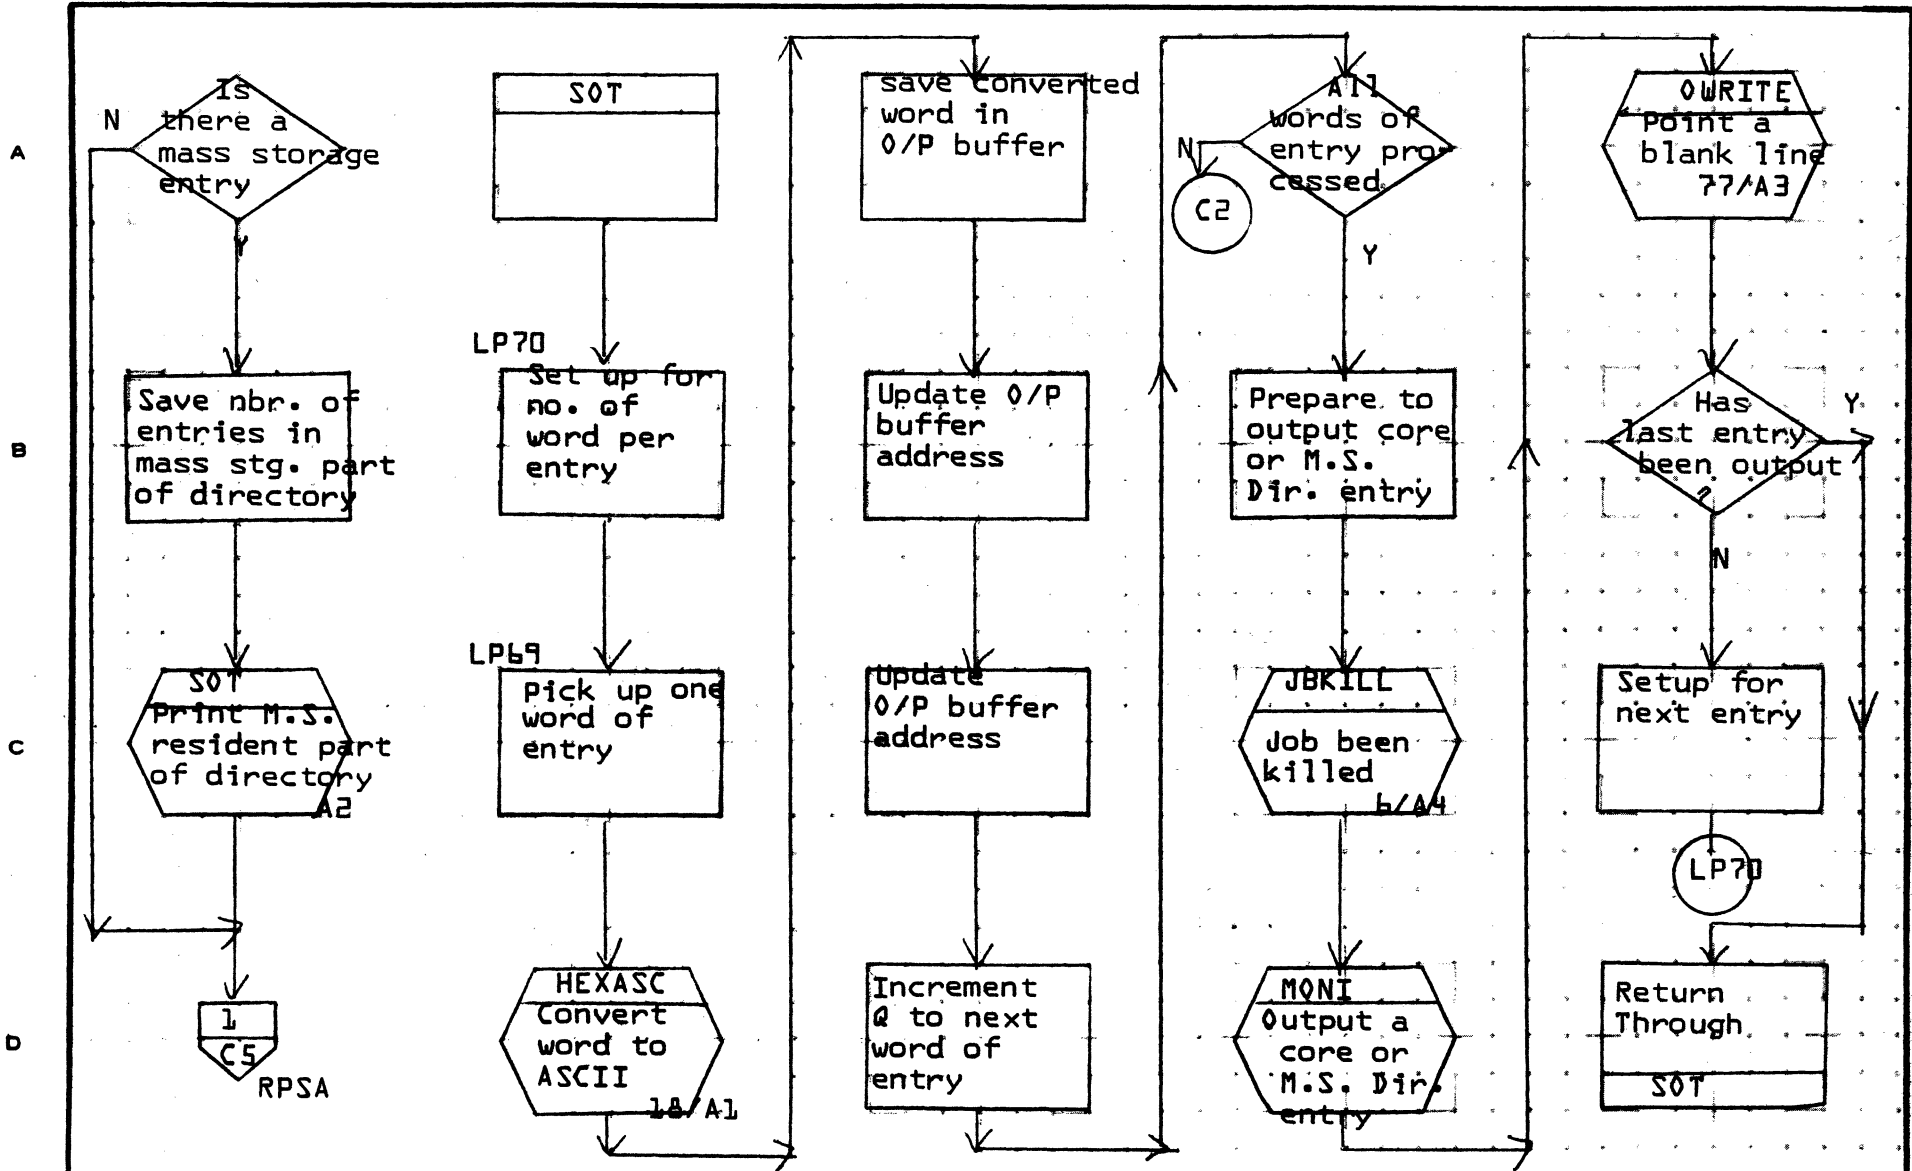 A
B
C
D
Is
there a
mass storage
entry
N
Y
Save nbr. of
entries in
mass stg. part
of directory
SOT
Print M.S.
resident part
of directory
A2
1
C5
RPSA
SOT
LP70
Set up for
no. of
word per
entry
LP69
Pick up one
word of
entry
HEXASC
Convert
word to
ASCII
18/A1
save converted
word in
O/P buffer
Update O/P
buffer
address
Update
O/P buffer
address
Increment
Q to next
word of
entry
All
words of
entry pro-
cessed
N
C2
Y
Prepare to
output core
or M.S.
Dir. entry
JBKILL
Job been
killed
6/A4
MONI
Output a
core or
M.S. Dir.
entry
OWRITE
Point a
blank line
77/A3
Has
last entry
been output
?
Y
N
Setup for
next entry
LP70
Return
Through
SOT